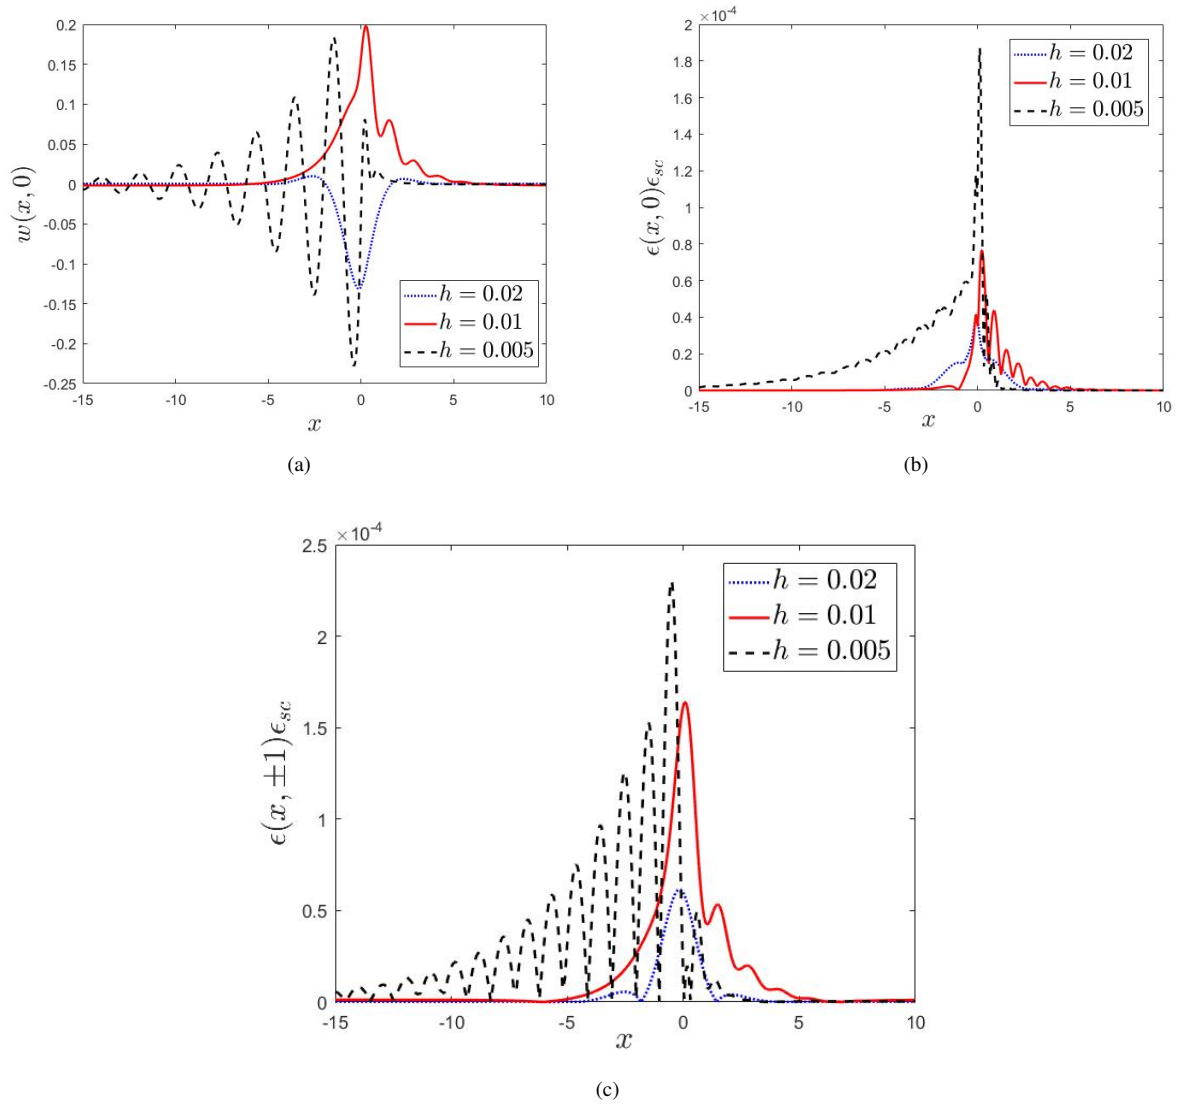 0.2
0.15
0.1
0.05
0
-0.05
-0.1
-0.15
-0.2
-0.25
-15
-10
-5
0
5
10
w(x, 0)
x
h = 0.02
h = 0.01
h = 0.005
(a)
×10⁻⁴
2
1.8
1.6
1.4
1.2
1
0.8
0.6
0.4
0.2
0
-15
-10
-5
0
5
10
ϵ(x, 0)ϵ_sc
x
h = 0.02
h = 0.01
h = 0.005
(b)
×10⁻⁴
2.5
2
1.5
1
0.5
0
-15
-10
-5
0
5
10
ϵ(x, ±1)ϵ_sc
x
h = 0.02
h = 0.01
h = 0.005
(c)